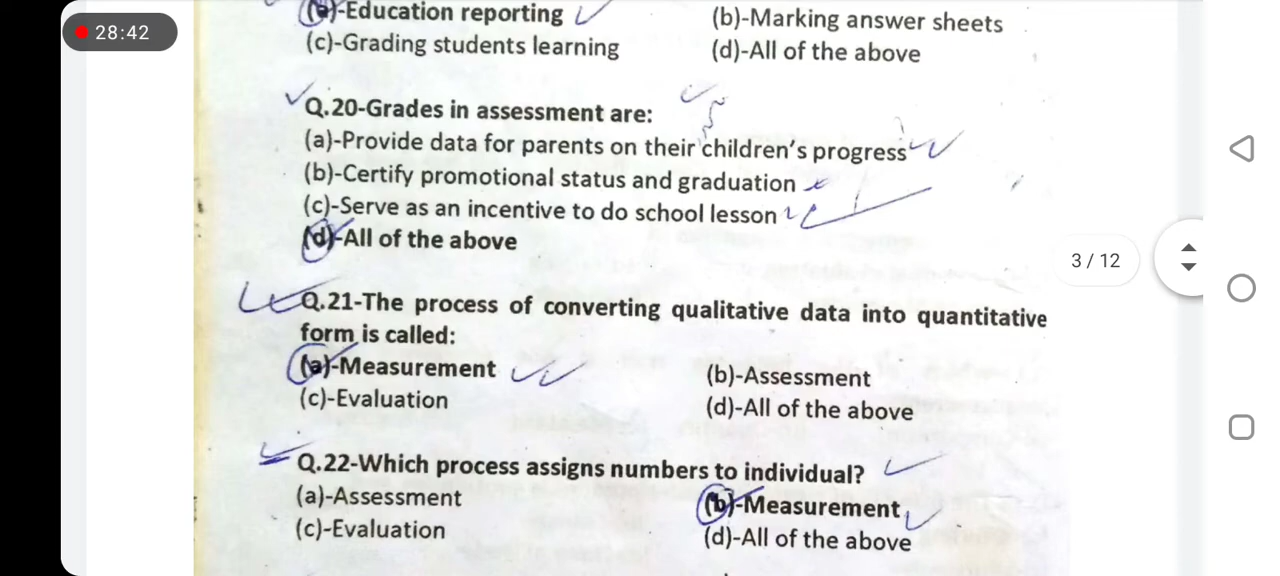 28:42
(a)-Education reporting (b)-Marking answer sheets
(c)-Grading students learning (d)-All of the above
Q.20-Grades in assessment are:
(a)-Provide data for parents on their children's progress
(b)-Certify promotional status and graduation
(c)-Serve as an incentive to do school lesson
(d)-All of the above
3 / 12
Q.21-The process of converting qualitative data into quantitative
form is called:
(a)-Measurement (b)-Assessment
(c)-Evaluation (d)-All of the above
Q.22-Which process assigns numbers to individual?
(a)-Assessment (b)-Measurement
(c)-Evaluation (d)-All of the above